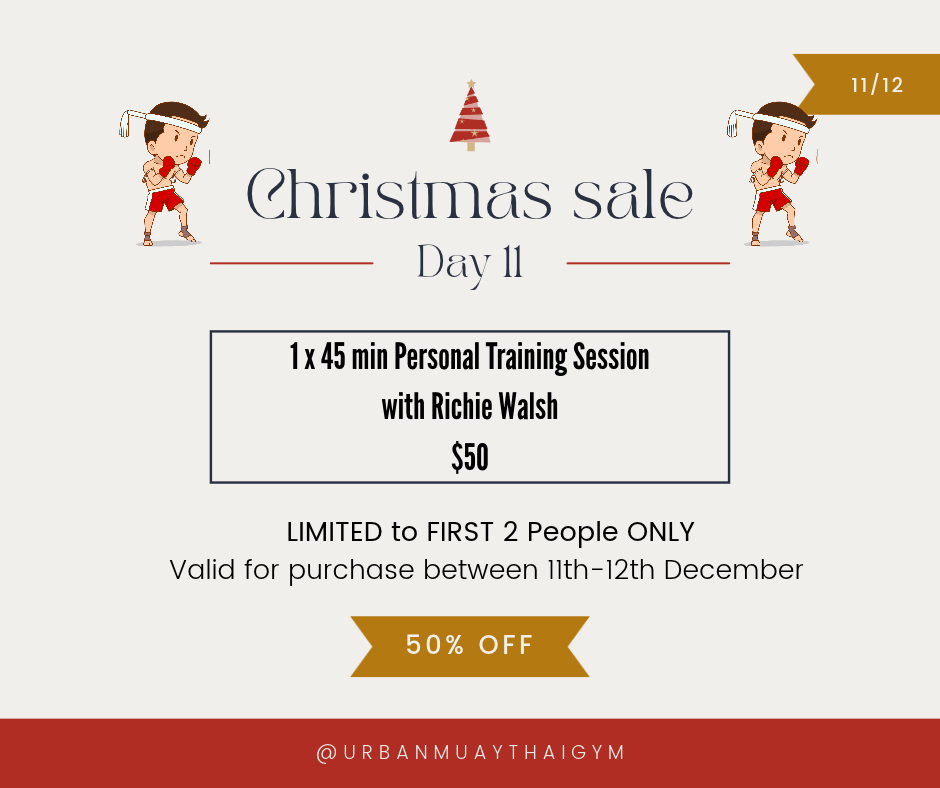 11/12
Christmas sale
Day 11
1 x 45 min Personal Training Session
with Richie Walsh
$50
LIMITED to FIRST 2 People ONLY
Valid for purchase between 11th-12th December
50% OFF
@URBANMUAYTHAIGYM